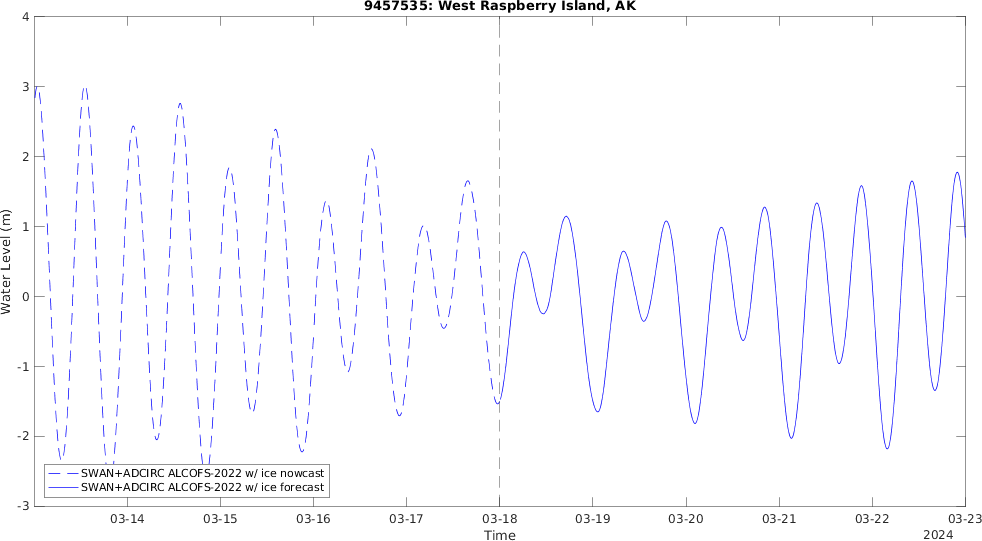 9457535: West Raspberry Island, AK
4
3
2
1
0
-1
-2
-3
Water Level (m)
SWAN+ADCIRC ALCOFS-2022 w/ ice nowcast
SWAN+ADCIRC ALCOFS-2022 w/ ice forecast
03-14 03-15 03-16 03-17 03-18 03-19 03-20 03-21 03-22 03-23
Time
2024